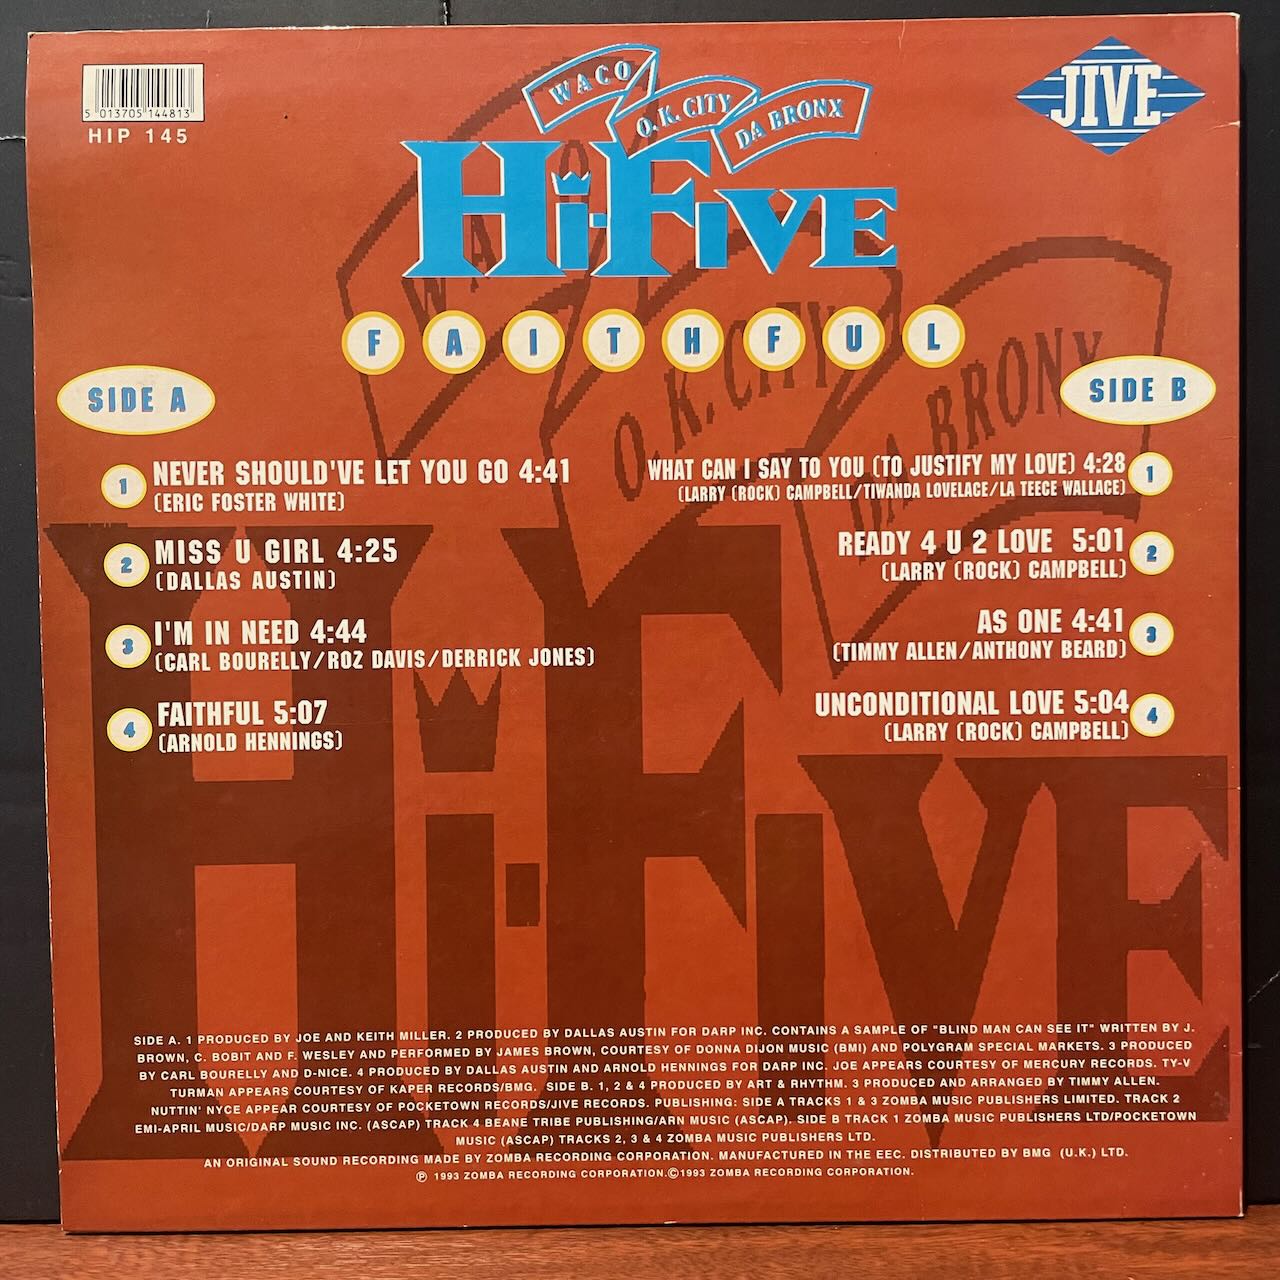 5 013705 144813
HIP 145
WACO
O.K. CITY
DA BRONX
JIVE
HI-FIVE
FAITHFUL
SIDE A
1 NEVER SHOULD'VE LET YOU GO 4:41
(ERIC FOSTER WHITE)
2 MISS U GIRL 4:25
(DALLAS AUSTIN)
3 I'M IN NEED 4:44
(CARL BOURELLY/ROZ DAVIS/DERRICK JONES)
4 FAITHFUL 5:07
(ARNOLD HENNINGS)
SIDE B
WHAT CAN I SAY TO YOU (TO JUSTIFY MY LOVE) 4:28 1
(LARRY (ROCK) CAMPBELL/TIWANDA LOVELACE/LA TEECE WALLACE)
READY 4 U 2 LOVE 5:01 2
(LARRY (ROCK) CAMPBELL)
AS ONE 4:41 3
(TIMMY ALLEN/ANTHONY BEARD)
UNCONDITIONAL LOVE 5:04 4
(LARRY (ROCK) CAMPBELL)
WACO
O.K. CITY
DA BRONX
HI-FIVE
SIDE A. 1 PRODUCED BY JOE AND KEITH MILLER. 2 PRODUCED BY DALLAS AUSTIN FOR DARP INC. CONTAINS A SAMPLE OF "BLIND MAN CAN SEE IT" WRITTEN BY J.
BROWN, C. BOBIT AND F. WESLEY AND PERFORMED BY JAMES BROWN, COURTESY OF DONNA DIJON MUSIC (BMI) AND POLYGRAM SPECIAL MARKETS. 3 PRODUCED
BY CARL BOURELLY AND D-NICE. 4 PRODUCED BY DALLAS AUSTIN AND ARNOLD HENNINGS FOR DARP INC. JOE APPEARS COURTESY OF MERCURY RECORDS. TY-V
TURMAN APPEARS COURTESY OF KAPER RECORDS/BMG. SIDE B. 1, 2 & 4 PRODUCED BY ART & RHYTHM. 3 PRODUCED AND ARRANGED BY TIMMY ALLEN.
NUTTIN' NYCE APPEAR COURTESY OF POCKETOWN RECORDS/JIVE RECORDS. PUBLISHING: SIDE A TRACKS 1 & 3 ZOMBA MUSIC PUBLISHERS LIMITED. TRACK 2
EMI-APRIL MUSIC/DARP MUSIC INC. (ASCAP) TRACK 4 BEANE TRIBE PUBLISHING/ARN MUSIC (ASCAP). SIDE B TRACK 1 ZOMBA MUSIC PUBLISHERS LTD/POCKETOWN
MUSIC (ASCAP) TRACKS 2, 3 & 4 ZOMBA MUSIC PUBLISHERS LTD.
AN ORIGINAL SOUND RECORDING MADE BY ZOMBA RECORDING CORPORATION. MANUFACTURED IN THE EEC. DISTRIBUTED BY BMG (U.K.) LTD.
℗ 1993 ZOMBA RECORDING CORPORATION.©1993 ZOMBA RECORDING CORPORATION.